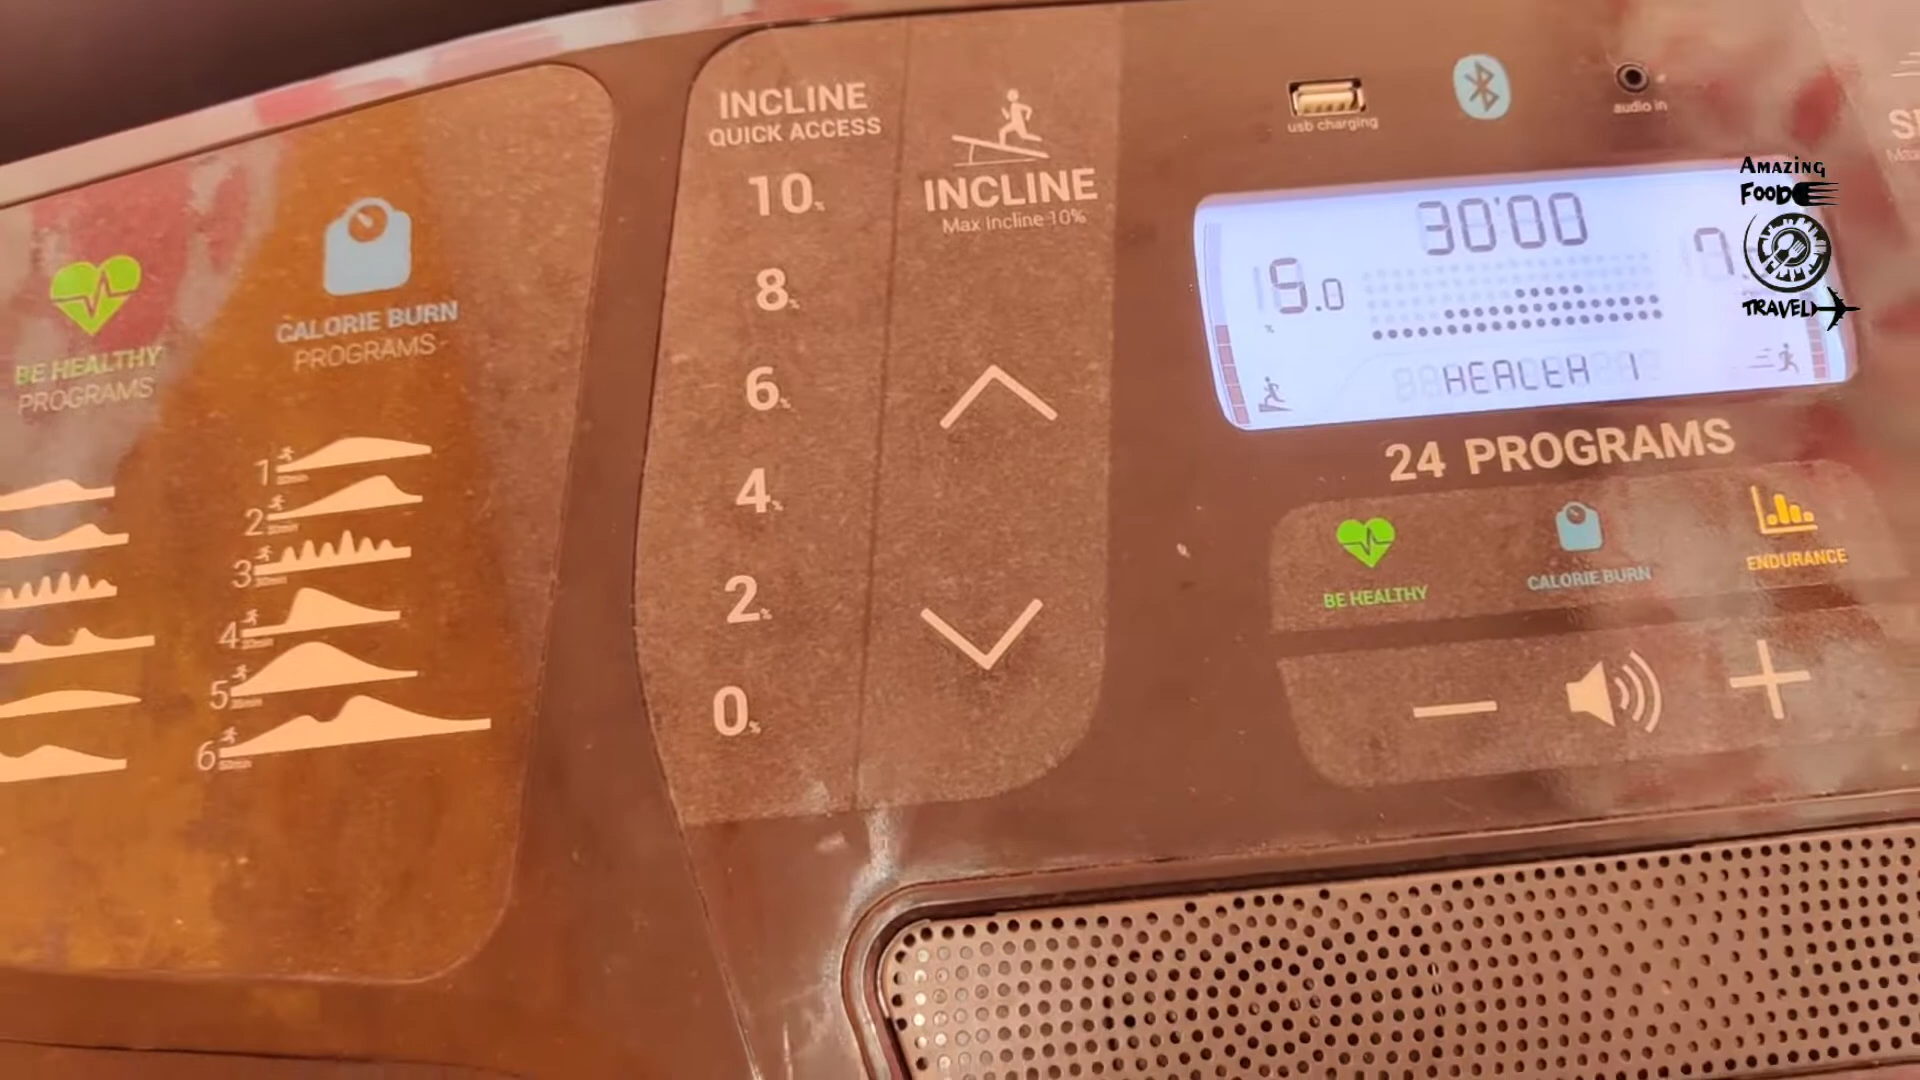 BE HEALTHY
PROGRAMS
CALORIE BURN
PROGRAMS
1
2
3
4
5
6
INCLINE
QUICK ACCESS
10%
8%
6%
4%
2%
0%
INCLINE
Max Incline 10%
usb charging
audio in
30:00
5.0
%
7
HEALTH 1
24 PROGRAMS
BE HEALTHY
CALORIE BURN
ENDURANCE
AMAZING
FOOD
TRAVEL